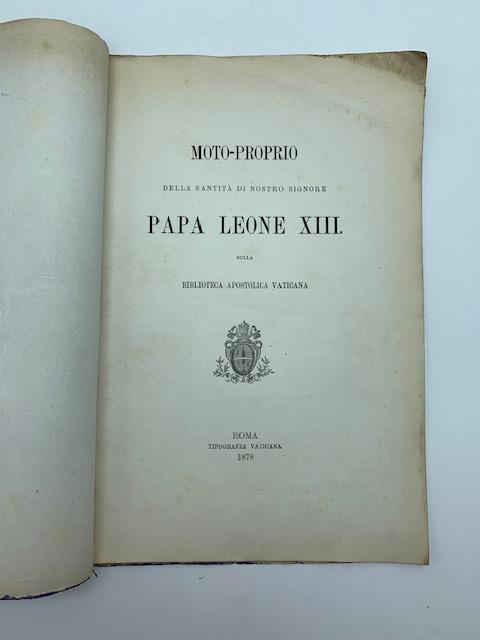 MOTO-PROPRIO
DELLA SANTITÀ DI NOSTRO SIGNORE
PAPA LEONE XIII.
SULLA
BIBLIOTECA APOSTOLICA VATICANA
ROMA
TIPOGRAFIA VATICANA
1878